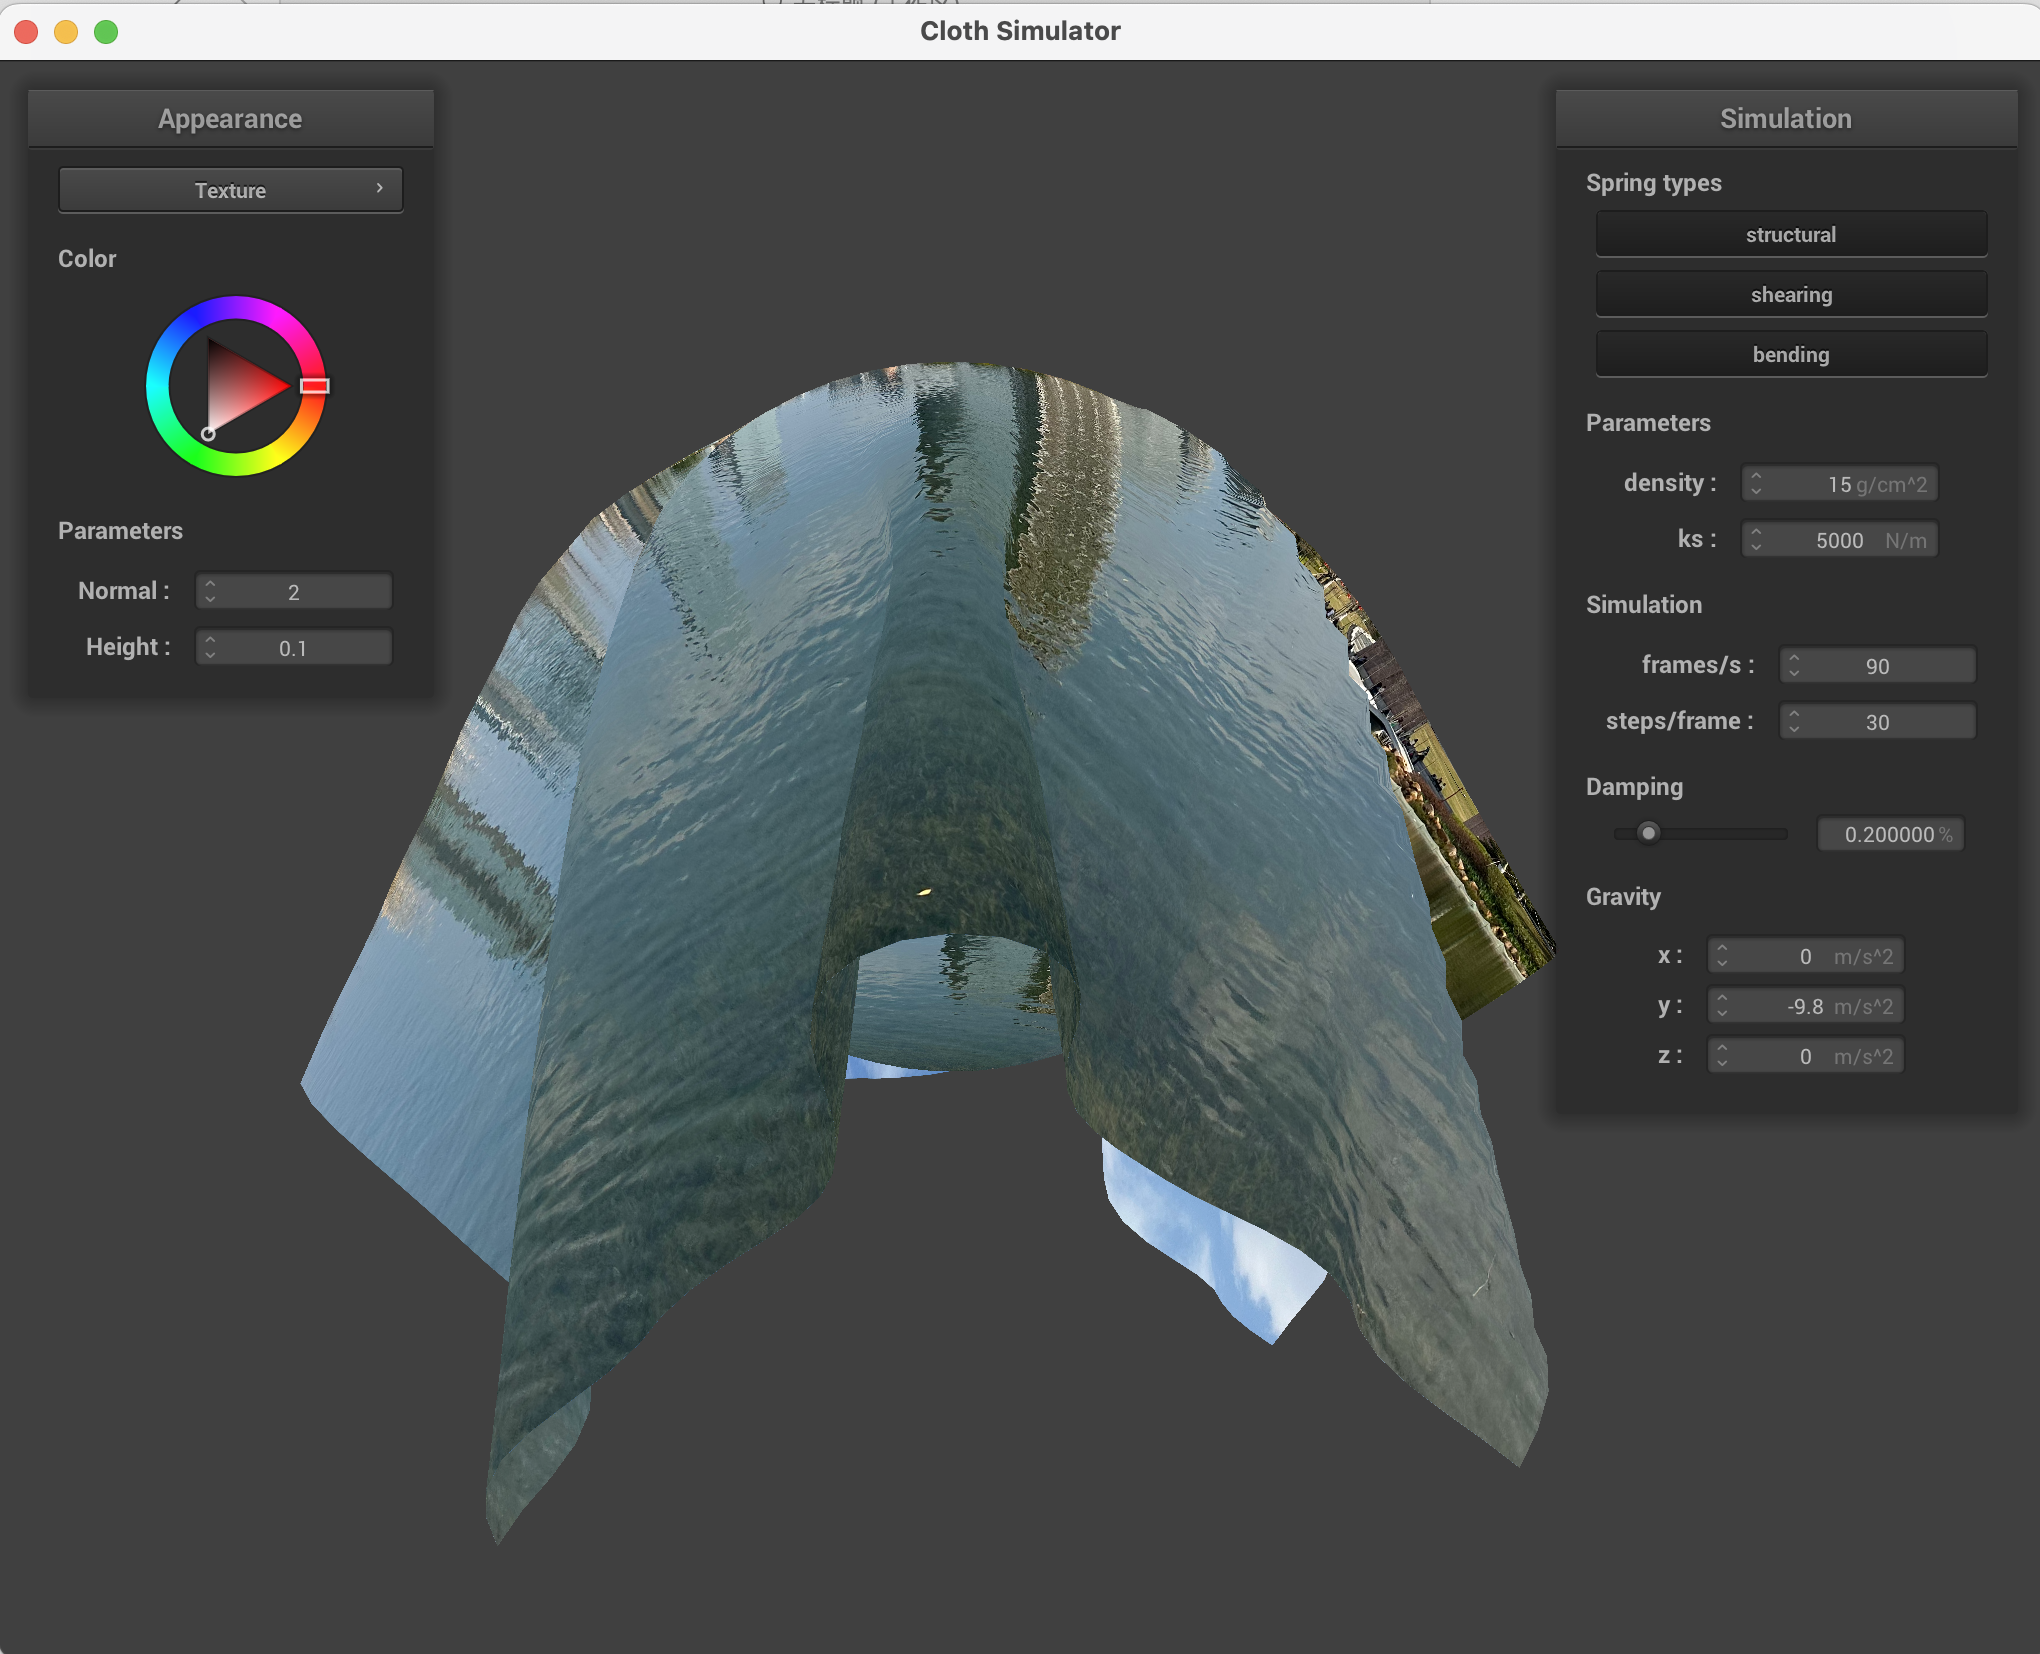 Cloth Simulator
Appearance
Texture
Color
Parameters
Normal : 2
Height : 0.1
Simulation
Spring types
structural
shearing
bending
Parameters
density : 15 g/cm^2
ks : 5000 N/m
Simulation
frames/s : 90
steps/frame : 30
Damping
0.200000 %
Gravity
x : 0 m/s^2
y : -9.8 m/s^2
z : 0 m/s^2